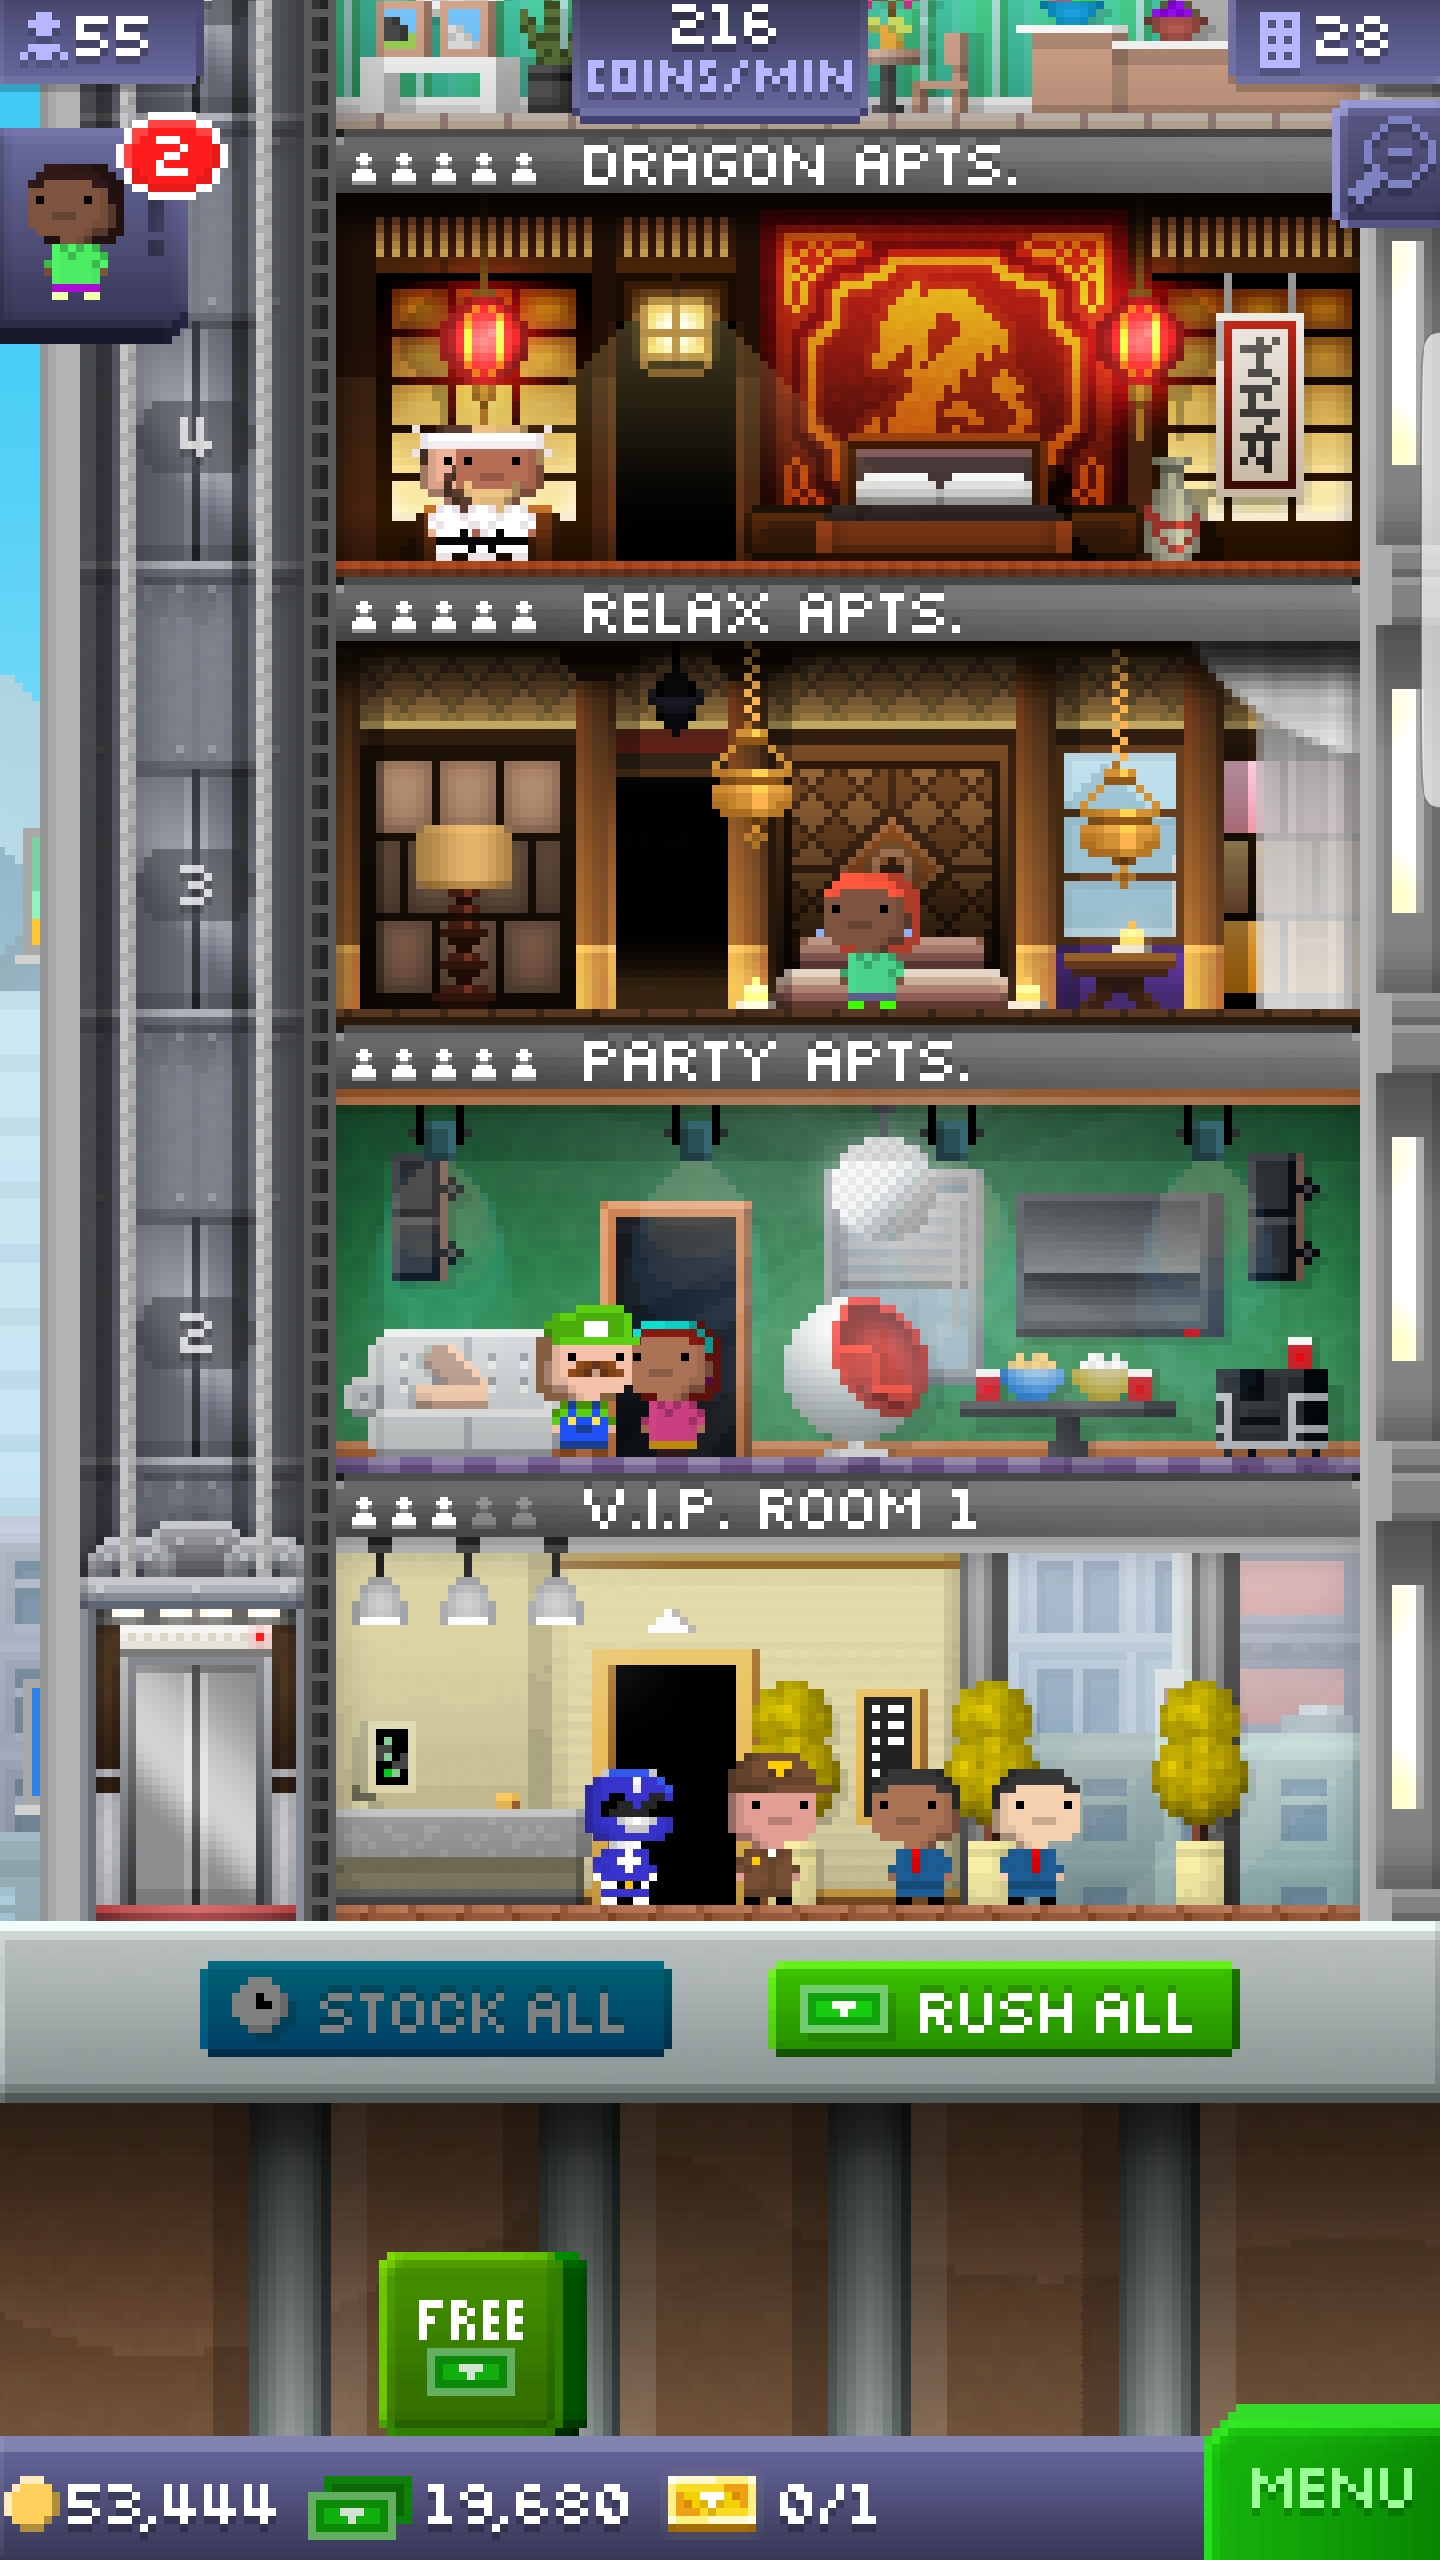 55
216
COINS/MIN
28
2
DRAGON APTS.
4
RELAX APTS.
3
PARTY APTS.
2
V.I.P. ROOM 1
STOCK ALL
RUSH ALL
FREE
53,444
19,680
0/1
MENU